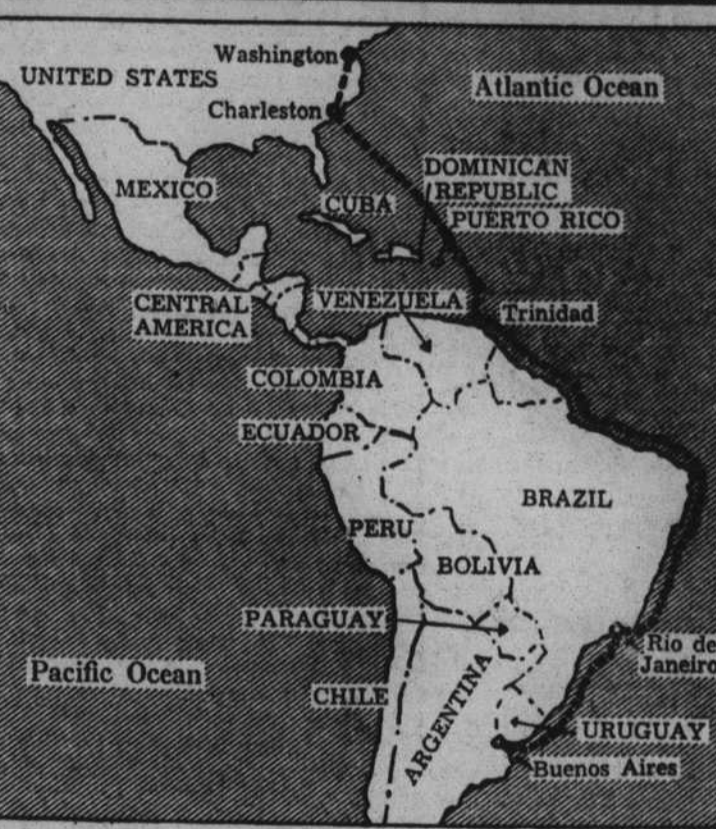 Washington
UNITED STATES
Atlantic Ocean
Charleston
DOMINICAN
REPUBLIC
MEXICO
CUBA
PUERTO RICO
CENTRAL
AMERICA
VENEZUELA
Trinidad
COLOMBIA
ECUADOR
BRAZIL
PERU
BOLIVIA
PARAGUAY
Rio de
Janeiro
Pacific Ocean
CHILE
ARGENTINA
URUGUAY
Buenos Aires